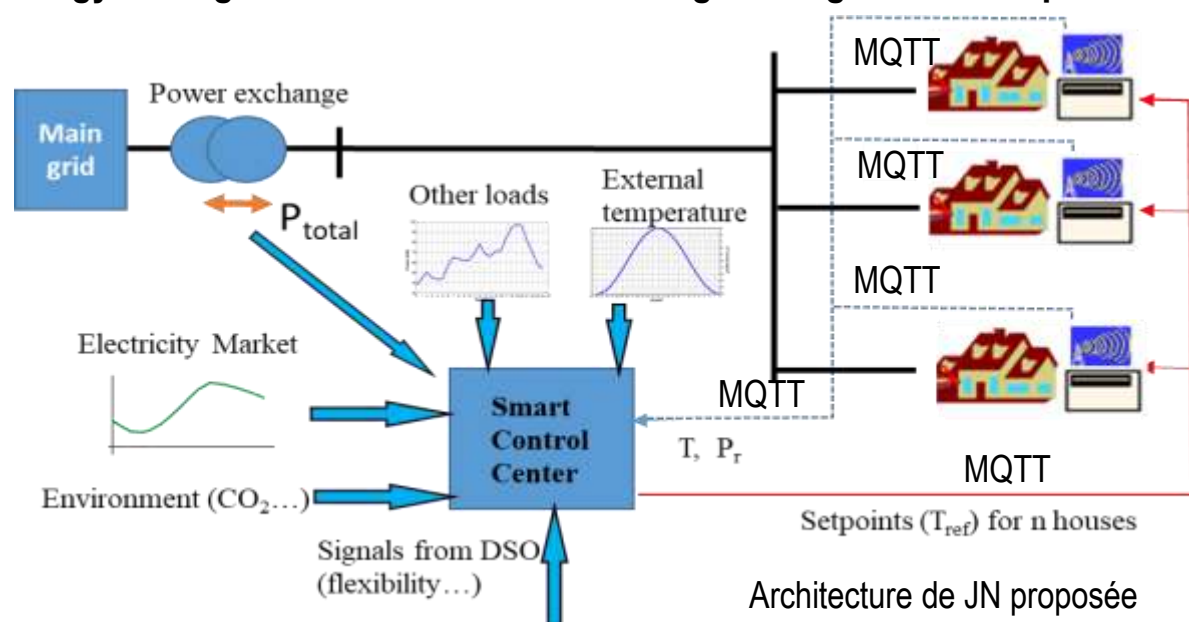 MQTT
Power exchange
Main
grid
MQTT
Other loads
External
temperature
P_total
MQTT
Electricity Market
MQTT
Smart
Control
Center
T, P_r
MQTT
Environment (CO₂…)
Setpoints (T_ref) for n houses
Signals from DSO
(flexibility…)
Architecture de JN proposée